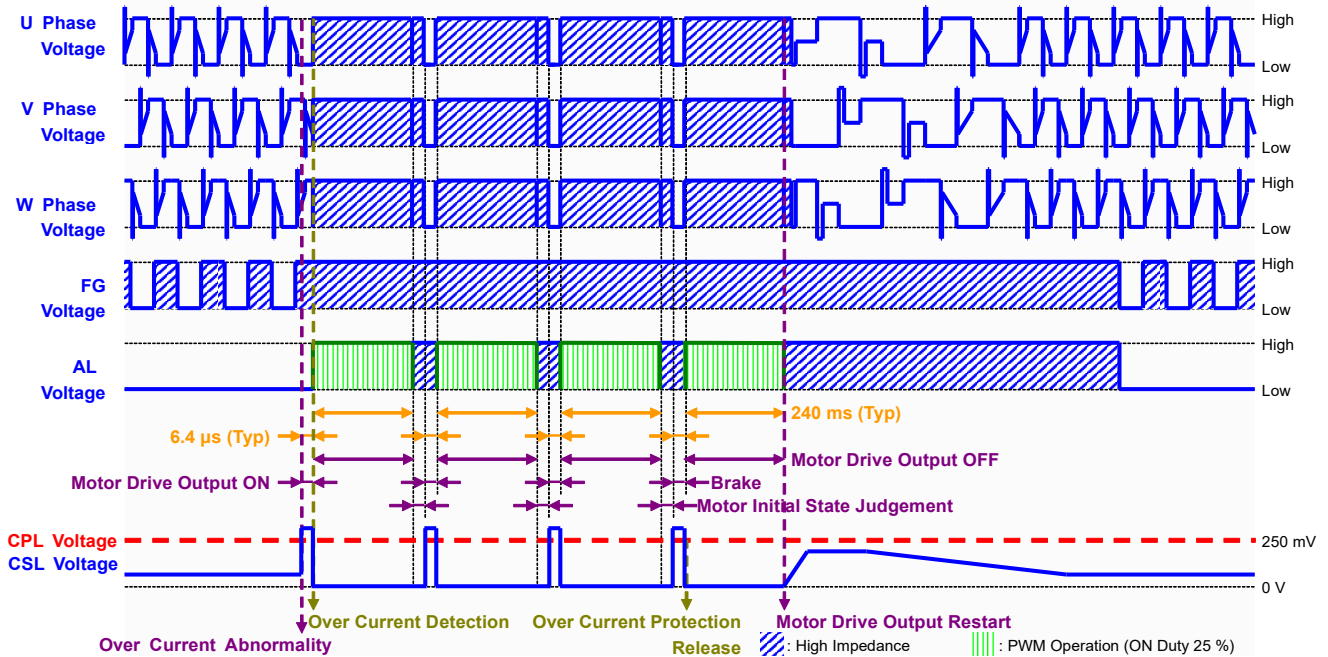 U Phase
Voltage
High
Low
V Phase
Voltage
High
Low
W Phase
Voltage
High
Low
FG
Voltage
High
Low
AL
Voltage
High
Low
240 ms (Typ)
6.4 µs (Typ)
Motor Drive Output OFF
Motor Drive Output ON
Brake
Motor Initial State Judgement
CPL Voltage
250 mV
CSL Voltage
0 V
Over Current Detection
Over Current Protection
Release
Motor Drive Output Restart
Over Current Abnormality
: High Impedance
: PWM Operation (ON Duty 25 %)